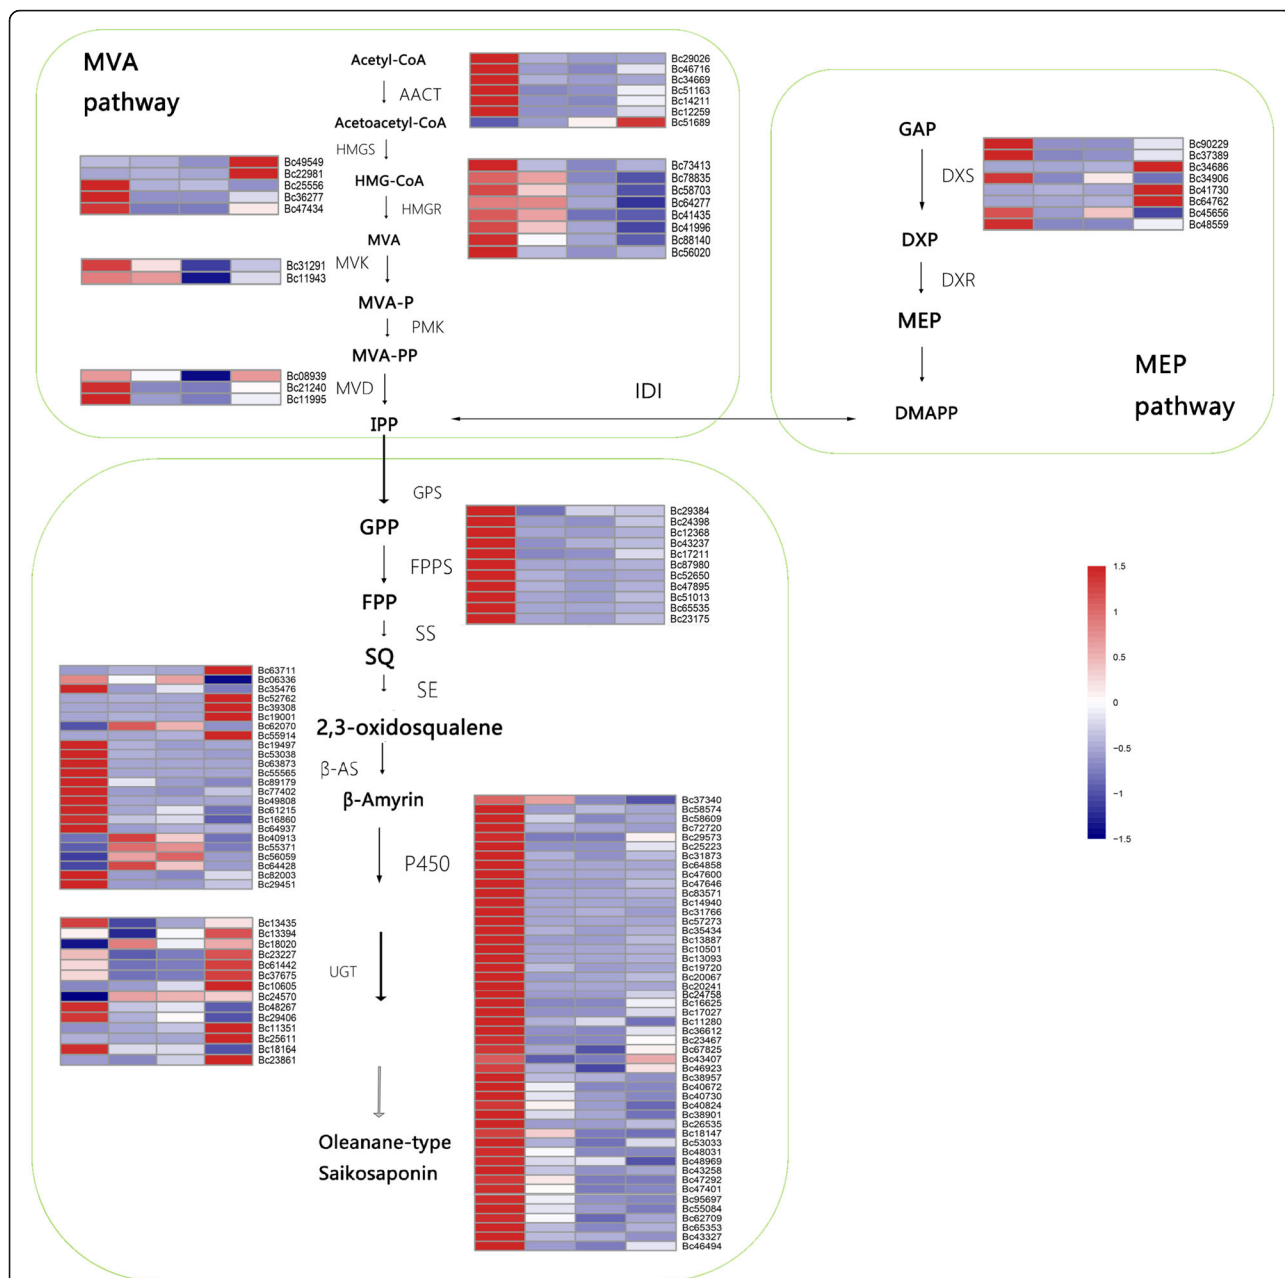 MVA
pathway
Acetyl-CoA
AACT
Acetoacetyl-CoA
HMGS
HMG-CoA
HMGR
MVA
MVK
MVA-P
PMK
MVA-PP
MVD
IPP
Bc29026
Bc46716
Bc34669
Bc51163
Bc14211
Bc12259
Bc51689
Bc49549
Bc22981
Bc25556
Bc36277
Bc47434
Bc73413
Bc78835
Bc58703
Bc64277
Bc41435
Bc41996
Bc88140
Bc56020
Bc31291
Bc11943
Bc08939
Bc21240
Bc11995
IDI
GAP
DXS
DXP
DXR
MEP
DMAPP
MEP
pathway
Bc90229
Bc37389
Bc34686
Bc34906
Bc41730
Bc64762
Bc45656
Bc48559
GPS
GPP
FPPS
FPP
SS
SQ
SE
2,3-oxidosqualene
β-AS
β-Amyrin
P450
UGT
Oleanane-type
Saikosaponin
Bc29384
Bc24398
Bc12368
Bc43237
Bc17211
Bc87980
Bc52650
Bc47895
Bc51013
Bc65535
Bc23175
Bc63711
Bc06336
Bc35476
Bc52762
Bc39308
Bc19001
Bc62070
Bc55914
Bc19497
Bc53038
Bc63873
Bc55565
Bc89179
Bc77402
Bc49808
Bc61215
Bc16860
Bc64937
Bc40913
Bc55371
Bc56059
Bc64428
Bc82003
Bc29451
Bc13435
Bc13394
Bc18020
Bc23227
Bc61442
Bc37675
Bc10605
Bc24570
Bc48267
Bc29406
Bc11351
Bc25611
Bc18164
Bc23861
Bc37340
Bc58574
Bc58609
Bc72720
Bc29573
Bc25223
Bc31873
Bc64858
Bc47600
Bc47646
Bc83571
Bc14940
Bc31766
Bc57273
Bc35434
Bc13887
Bc10501
Bc13093
Bc19720
Bc20067
Bc20241
Bc24758
Bc16625
Bc17027
Bc11280
Bc36612
Bc23467
Bc67825
Bc43407
Bc46923
Bc38957
Bc40672
Bc40730
Bc40824
Bc38901
Bc26535
Bc18147
Bc53033
Bc48031
Bc48969
Bc43258
Bc47292
Bc47401
Bc95697
Bc55084
Bc62709
Bc65353
Bc43327
Bc46494
1.5
1
0.5
0
−0.5
−1
−1.5